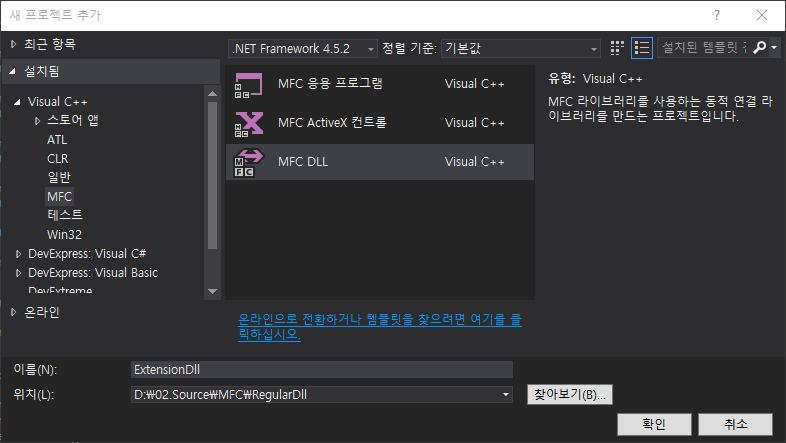 새 프로젝트 추가
최근 항목
설치됨
Visual C++
스토어 앱
ATL
CLR
일반
MFC
테스트
Win32
DevExpress: Visual C#
DevExpress: Visual Basic
DevExtreme
온라인
.NET Framework 4.5.2 정렬 기준: 기본값
설치된 템플릿
MFC 응용 프로그램 Visual C++
MFC ActiveX 컨트롤 Visual C++
MFC DLL Visual C++
유형: Visual C++
MFC 라이브러리를 사용하는 동적 연결 라
이브러리를 만드는 프로젝트입니다.
온라인으로 전환하거나 템플릿을 찾으려면 여기를 클
릭하십시오.
이름(N): ExtensionDll
위치(L): D:₩02.Source₩MFC₩RegularDll
찾아보기(B)...
확인 취소